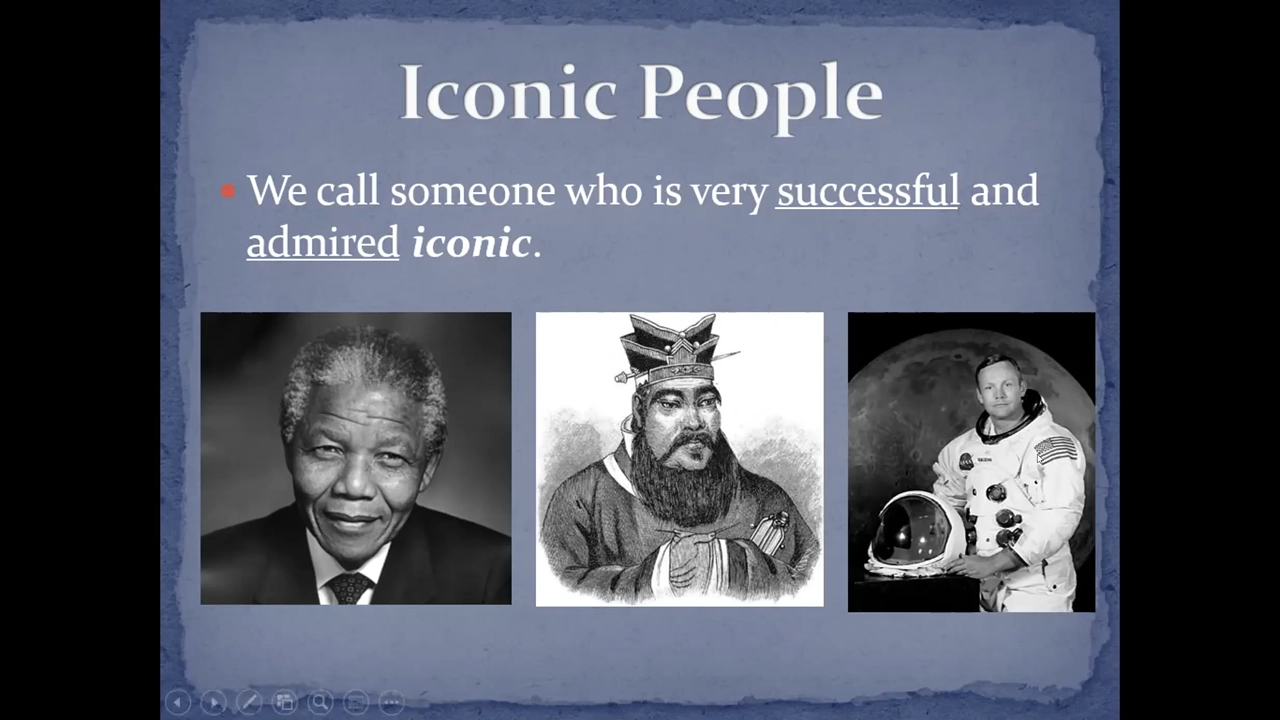 Iconic People
We call someone who is very successful and
admired iconic.